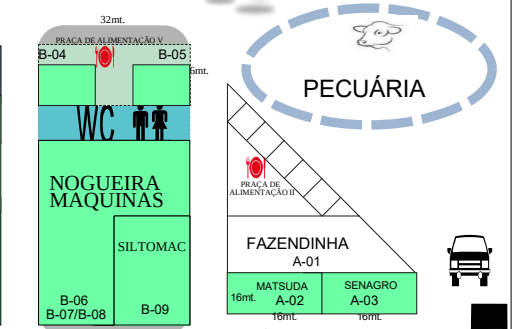 32mt.
PRAÇA DE ALIMENTAÇÃO V
B-04
B-05
6mt.
WC
PECUÁRIA
NOGUEIRA
MAQUINAS
SILTOMAC
B-06
B-07/B-08
B-09
PRAÇA DE
ALIMENTAÇÃO II
FAZENDINHA
A-01
MATSUDA
A-02
16mt.
16mt.
SENAGRO
A-03
16mt.